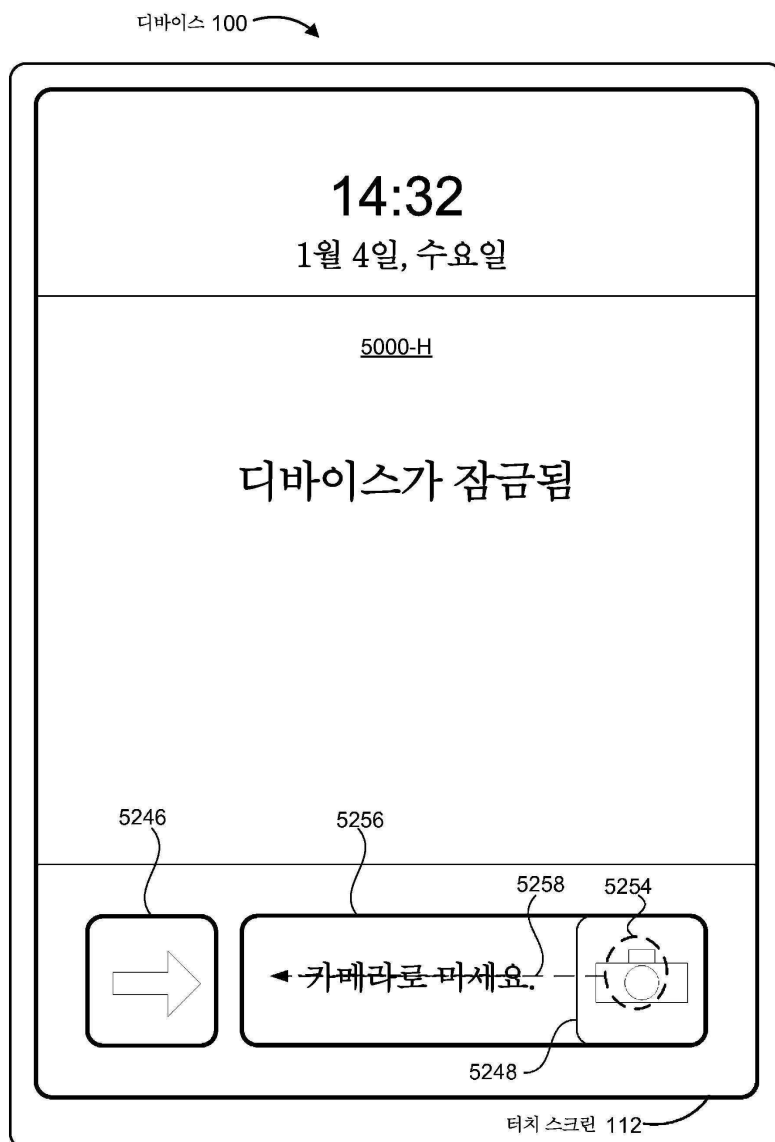 디바이스 100
14:32
1월 4일, 수요일
5000-H
디바이스가 잠금됨
5246
5256
5258
5254
카메라로 미세요.
5248
터치 스크린 112